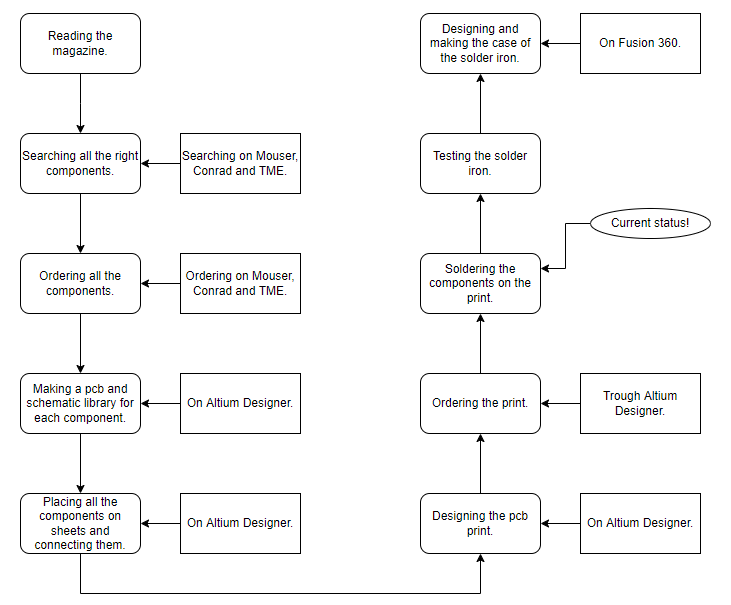 Reading the
magazine.
Searching all the right
components.
Searching on Mouser,
Conrad and TME.
Ordering all the
components.
Ordering on Mouser,
Conrad and TME.
Making a pcb and
schematic library for
each component.
On Altium Designer.
Placing all the
components on
sheets and
connecting them.
On Altium Designer.
Designing the pcb
print.
On Altium Designer.
Ordering the print.
Trough Altium
Designer.
Soldering the
components on the
print.
Current status!
Testing the solder
iron.
Designing and
making the case of
the solder iron.
On Fusion 360.